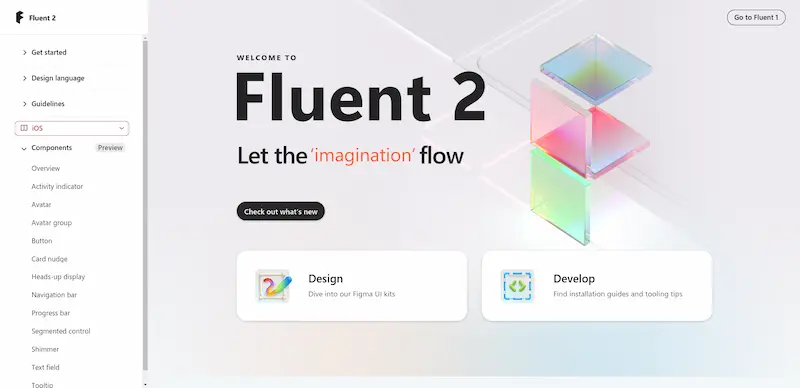 Fluent 2
Get started
Design language
Guidelines
iOS
Components Preview
Overview
Activity indicator
Avatar
Avatar group
Button
Card nudge
Heads-up display
Navigation bar
Progress bar
Segmented control
Shimmer
Text field
Tooltip
Go to Fluent 1
WELCOME TO
Fluent 2
Let the ‘imagination’ flow
Check out what's new
Design
Dive into our Figma UI kits
Develop
Find installation guides and tooling tips